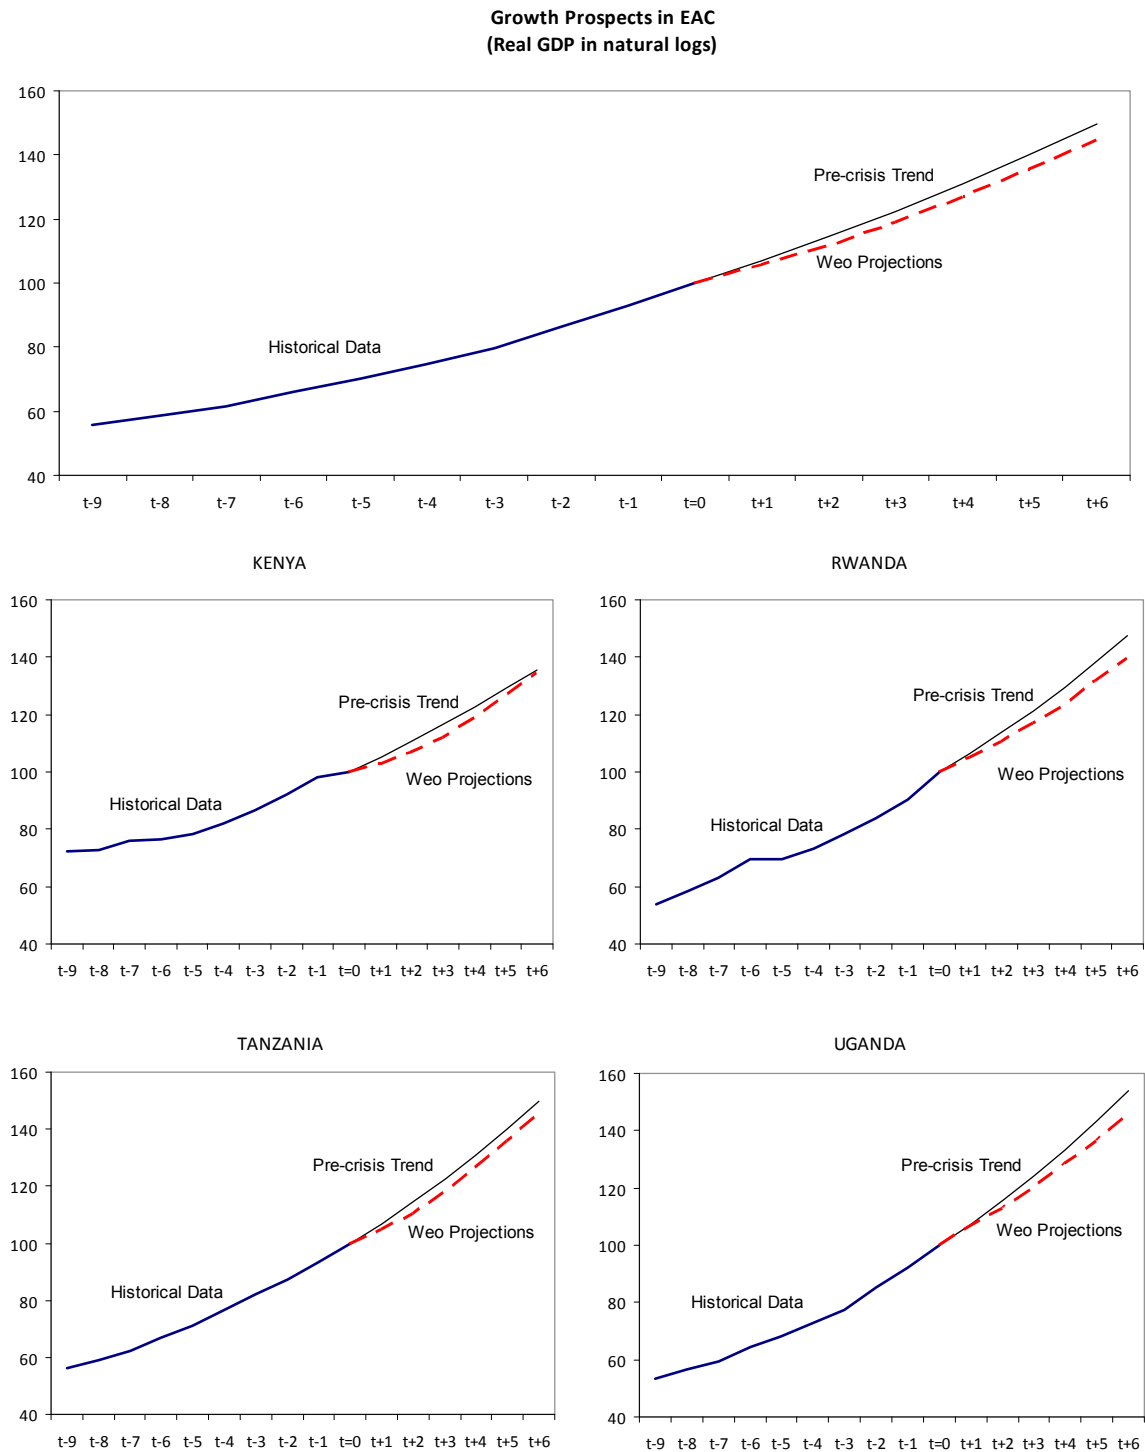 Growth Prospects in EAC
(Real GDP in natural logs)
160
140
120
100
80
60
40
Pre-crisis Trend
Weo Projections
Historical Data
t-9 t-8 t-7 t-6 t-5 t-4 t-3 t-2 t-1 t=0 t+1 t+2 t+3 t+4 t+5 t+6
KENYA
160
140
120
100
80
60
40
Pre-crisis Trend
Weo Projections
Historical Data
t-9 t-8 t-7 t-6 t-5 t-4 t-3 t-2 t-1 t=0 t+1 t+2 t+3 t+4 t+5 t+6
RWANDA
160
140
120
100
80
60
40
Pre-crisis Trend
Weo Projections
Historical Data
t-9 t-8 t-7 t-6 t-5 t-4 t-3 t-2 t-1 t=0 t+1 t+2 t+3 t+4 t+5 t+6
TANZANIA
160
140
120
100
80
60
40
Pre-crisis Trend
Weo Projections
Historical Data
t-9 t-8 t-7 t-6 t-5 t-4 t-3 t-2 t-1 t=0 t+1 t+2 t+3 t+4 t+5 t+6
UGANDA
160
140
120
100
80
60
40
Pre-crisis Trend
Weo Projections
Historical Data
t-9 t-8 t-7 t-6 t-5 t-4 t-3 t-2 t-1 t=0 t+1 t+2 t+3 t+4 t+5 t+6